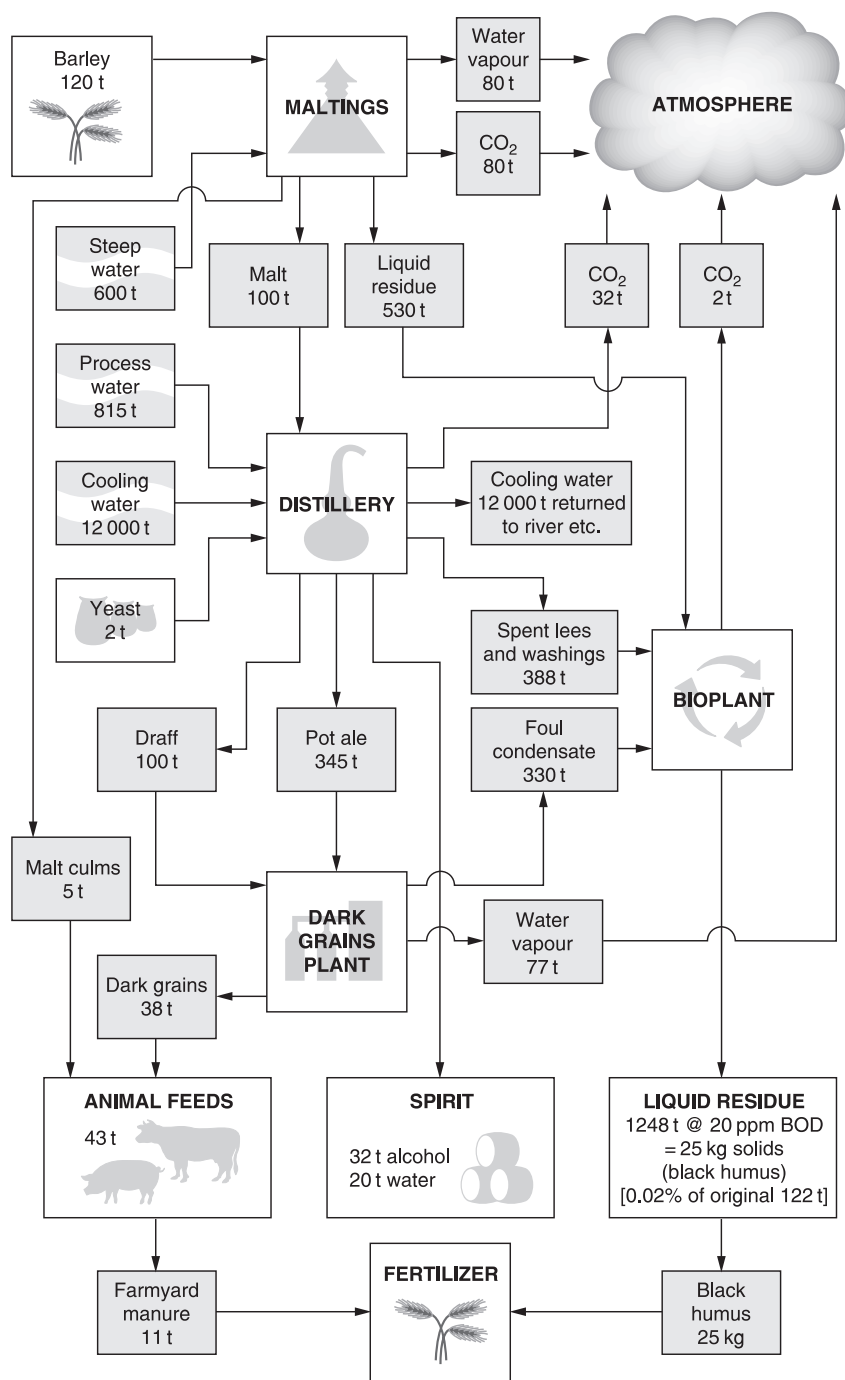 Barley
120 t
MALTINGS
Water
vapour
80 t
CO2
80 t
ATMOSPHERE
Steep
water
600 t
Malt
100 t
Liquid
residue
530 t
CO2
32 t
CO2
2 t
Process
water
815 t
Cooling
water
12 000 t
DISTILLERY
Cooling water
12 000 t returned
to river etc.
Yeast
2 t
Spent lees
and washings
388 t
BIOPLANT
Draff
100 t
Pot ale
345 t
Foul
condensate
330 t
Malt culms
5 t
DARK
GRAINS
PLANT
Water
vapour
77 t
Dark grains
38 t
ANIMAL FEEDS
43 t
SPIRIT
32 t alcohol
20 t water
LIQUID RESIDUE
1248 t @ 20 ppm BOD
= 25 kg solids
(black humus)
[0.02% of original 122 t]
Farmyard
manure
11 t
FERTILIZER
Black
humus
25 kg